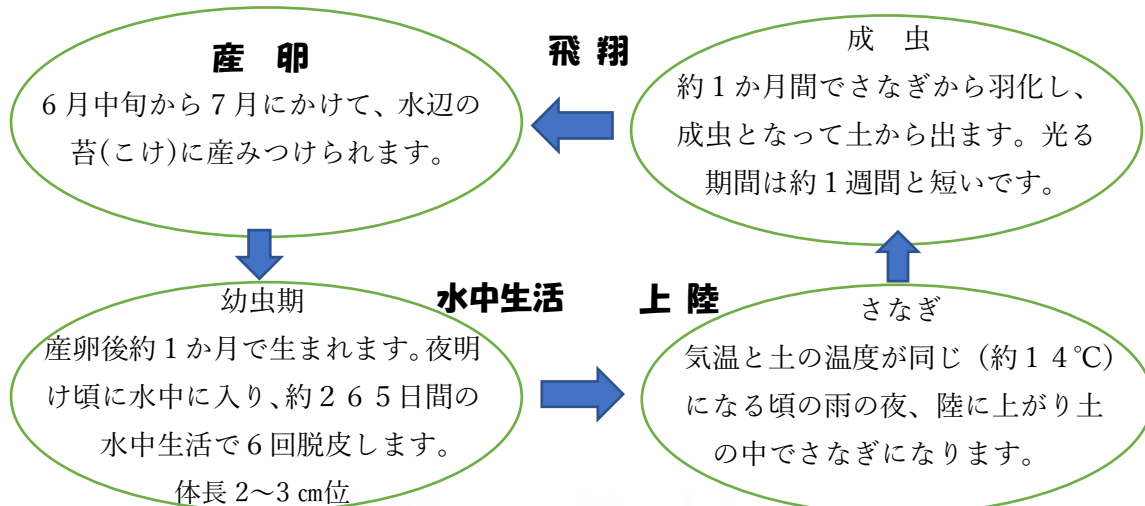 産 卵
６月中旬から７月にかけて、水辺の
苔(こけ)に産みつけられます。
飛 翔
成 虫
約１か月間でさなぎから羽化し、
成虫となって土から出ます。光る
期間は約１週間と短いです。
幼虫期
産卵後約１か月で生まれます。夜明
け頃に水中に入り、約２６５日間の
水中生活で６回脱皮します。
体長 2～3 ㎝位
水中生活
上 陸
さなぎ
気温と土の温度が同じ（約１４℃）
になる頃の雨の夜、陸に上がり土
の中でさなぎになります。